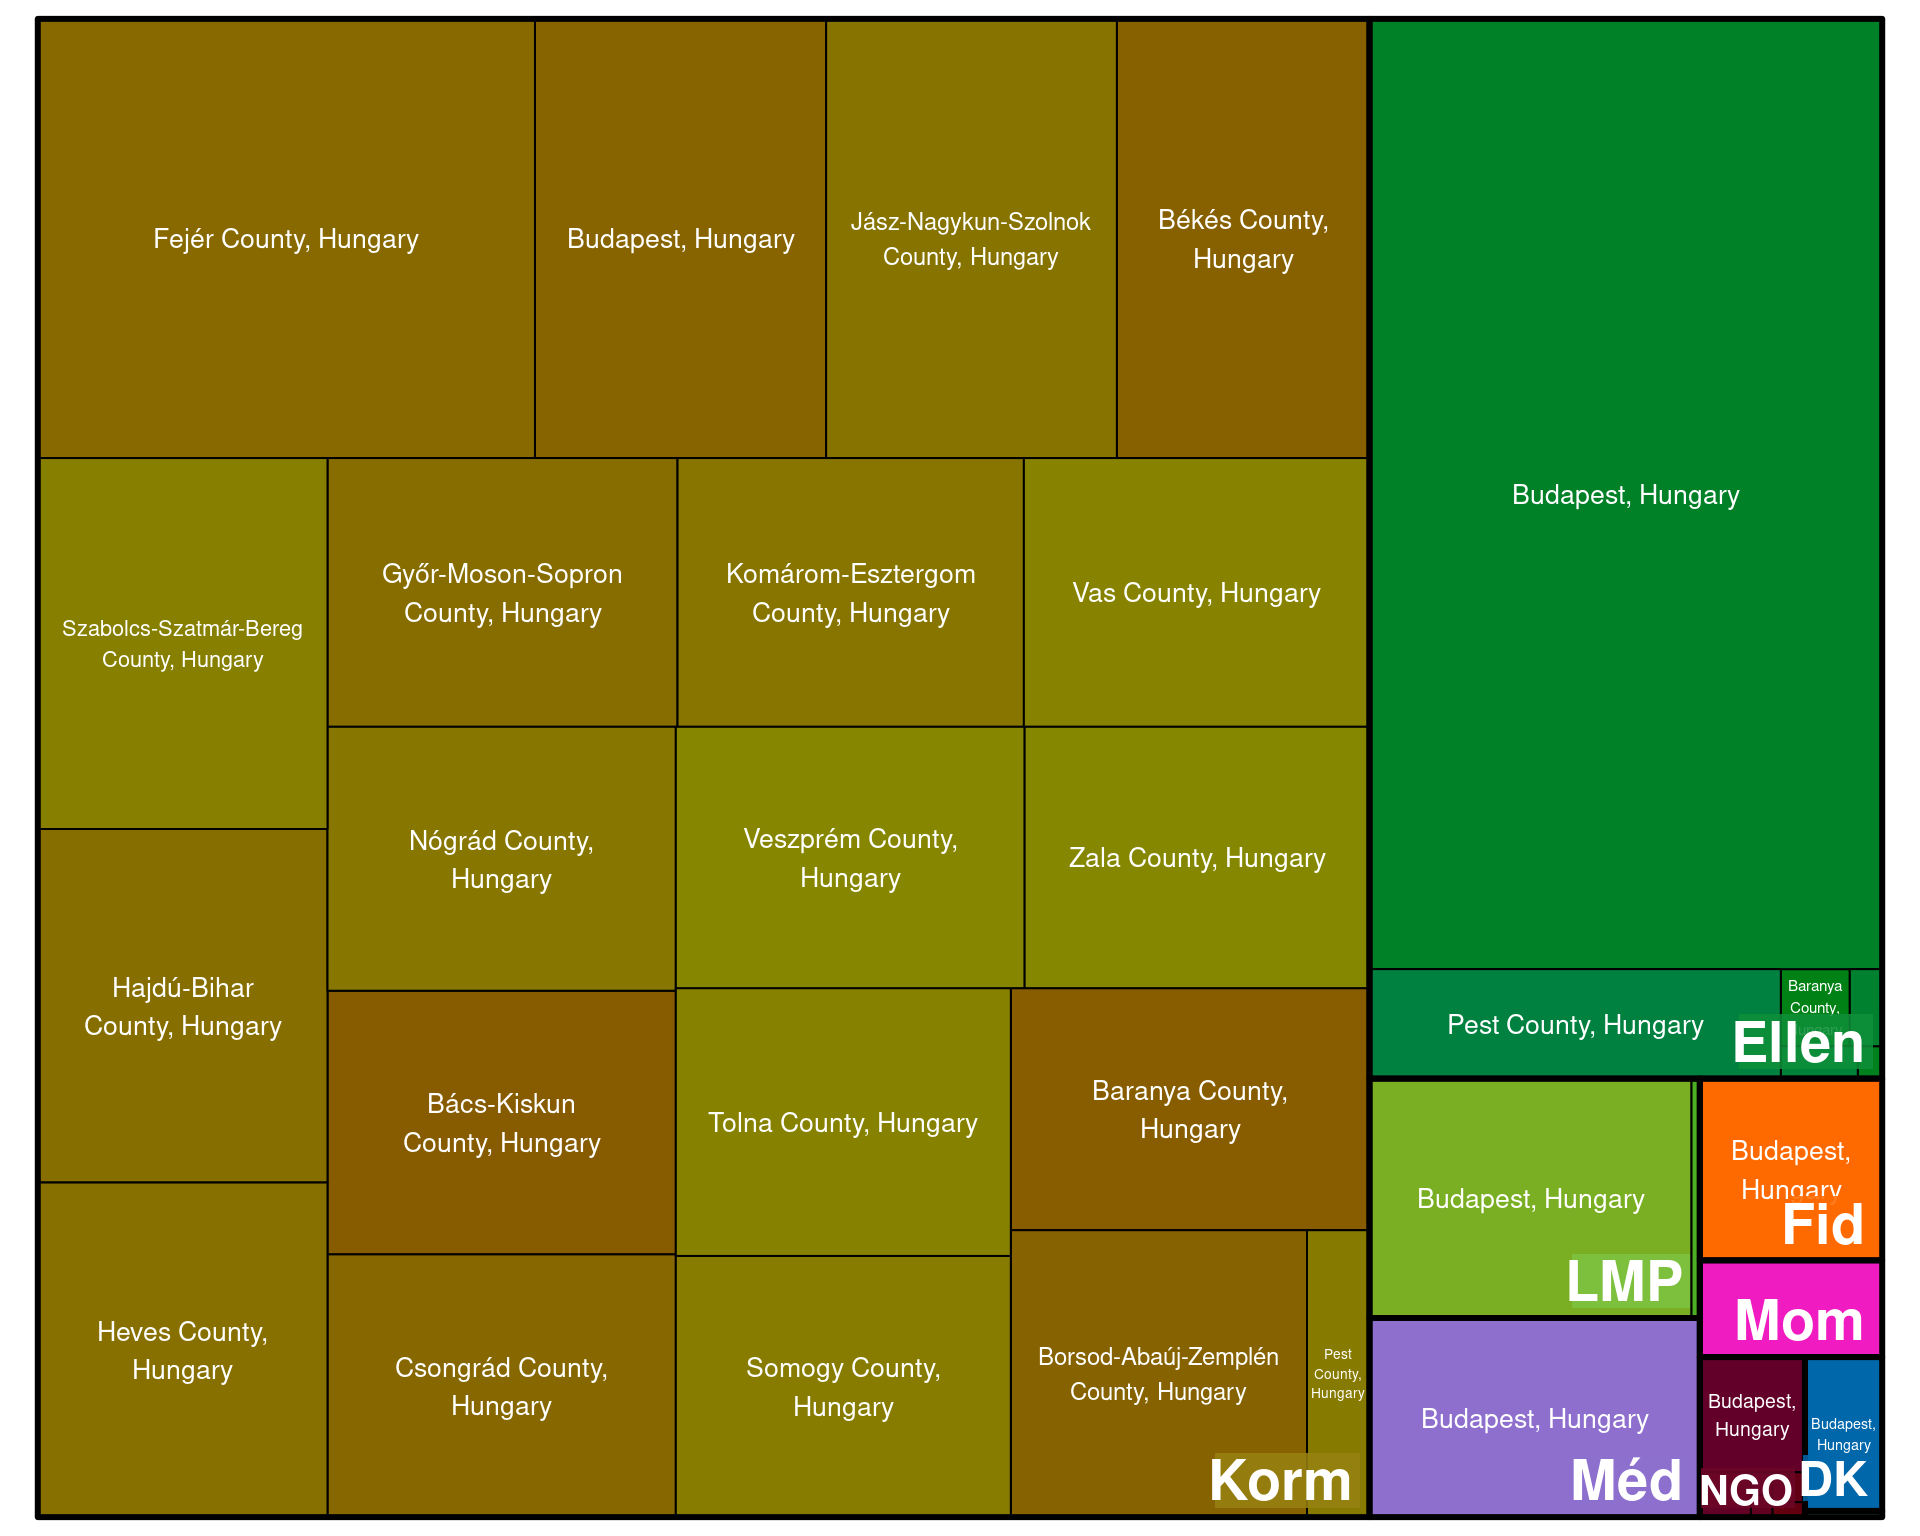 Fejér County, Hungary
Budapest, Hungary
Jász-Nagykun-Szolnok
County, Hungary
Békés County,
Hungary
Szabolcs-Szatmár-Bereg
County, Hungary
Győr-Moson-Sopron
County, Hungary
Komárom-Esztergom
County, Hungary
Vas County, Hungary
Nógrád County,
Hungary
Veszprém County,
Hungary
Zala County, Hungary
Hajdú-Bihar
County, Hungary
Bács-Kiskun
County, Hungary
Tolna County, Hungary
Baranya County,
Hungary
Heves County,
Hungary
Csongrád County,
Hungary
Somogy County,
Hungary
Borsod-Abaúj-Zemplén
County, Hungary
Pest
County,
Hungary
Korm
Budapest, Hungary
Pest County, Hungary
Baranya
County,
Ellen
Budapest, Hungary
LMP
Budapest,
Hungary
Fid
Mom
Budapest, Hungary
Méd
Budapest,
Hungary
NGO
Budapest,
Hungary
DK